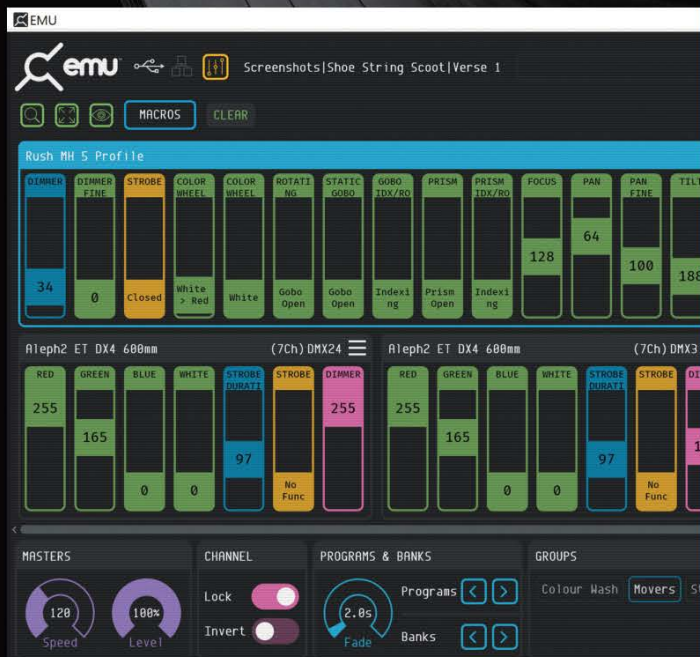 EMU
emu
Screenshots|Shoe String Scoot|Verse 1
MACROS CLEAR
Rush MH 5 Profile
DIMMER DIMMER FINE STROBE COLOR WHEEL COLOR WHEEL ROTATI NG STATIC GOBO GOBO IDX/RO PRISM PRISM IDX/RO FOCUS PAN PAN FINE TILT
34 0 Closed White > Red White Gobo Open Gobo Open Indexi ng Prism Open Indexi ng 128 64 100 188
Aleph2 ET DX4 600mm (7Ch) DMX24 Aleph2 ET DX4 600mm (7Ch) DMX3
RED GREEN BLUE WHITE STROBE DURATI STROBE DIMMER RED GREEN BLUE WHITE STROBE DURATI STROBE DI
255 165 0 0 97 No Func 255 255 165 0 0 97 No Func 1
MASTERS CHANNEL PROGRAMS & BANKS GROUPS
120 Speed 100% Level
Lock
Invert
2.0s Fade
Programs < >
Banks < >
Colour Wash Movers S